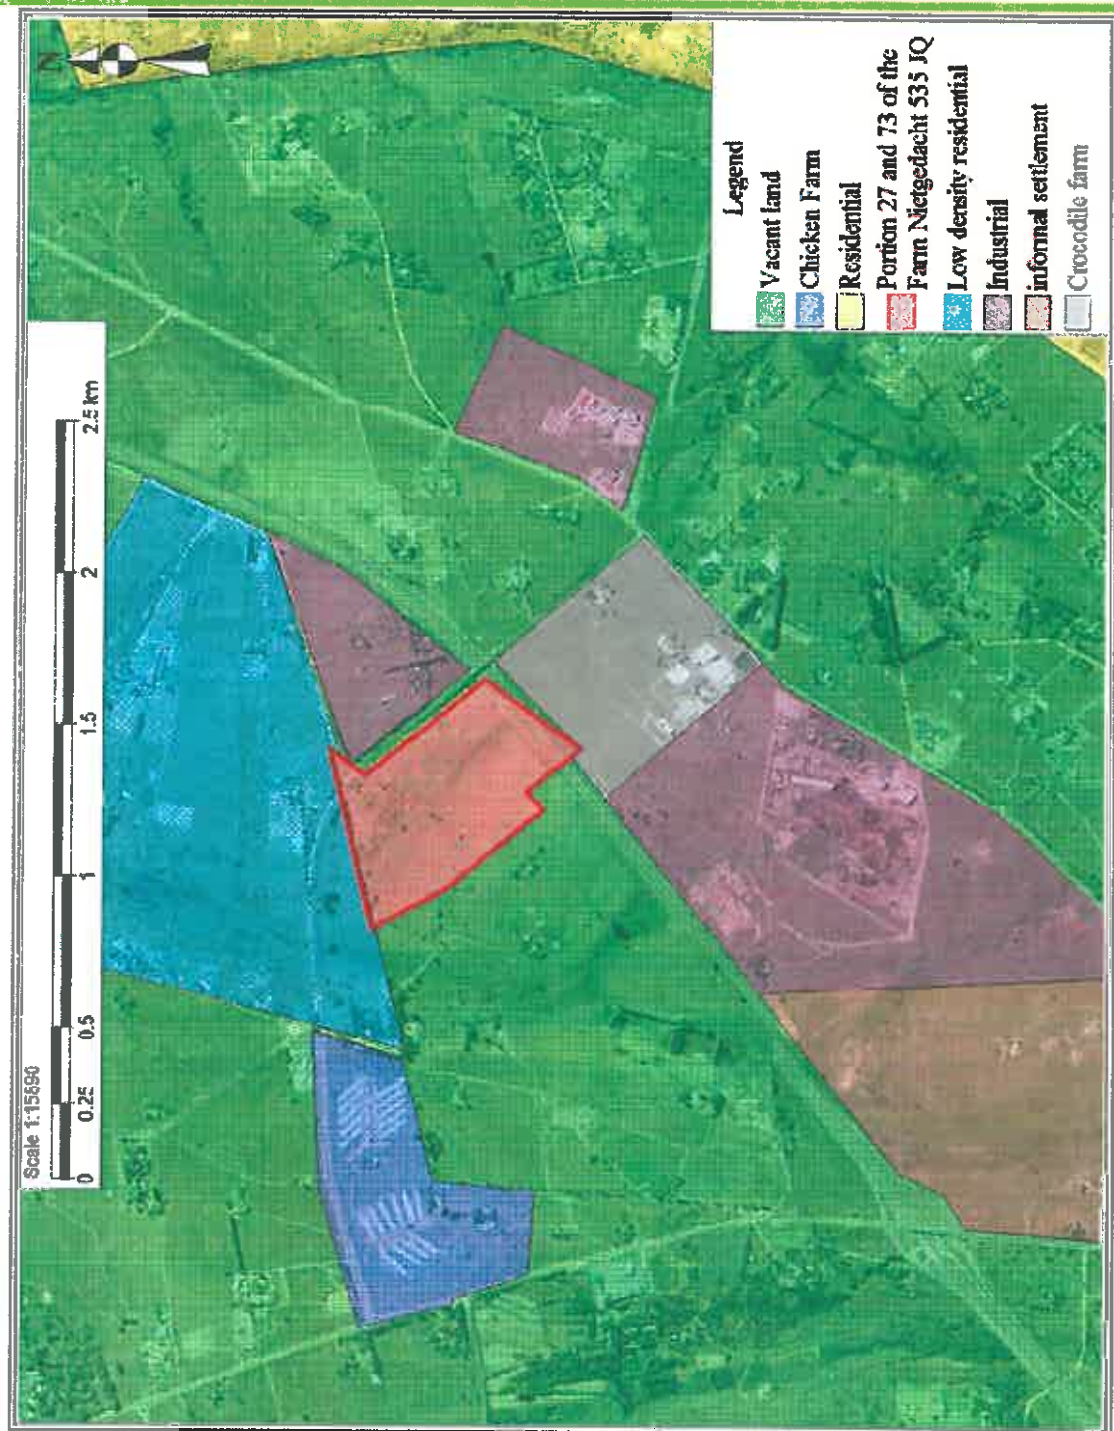 N
Scale 1:15690
0 0.25 0.5 1 1.5 2 2.5 km
Legend
Vacant land
Chicken Farm
Residential
Portion 27 and 73 of the
Farm Nietgedacht 535 JQ
Low density residential
Industrial
informal settlement
Crocodile farm